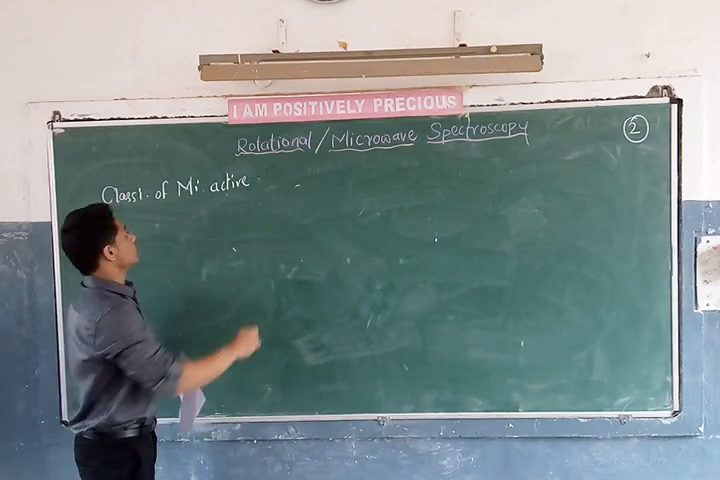 I AM POSITIVELY PRECIOUS
Rotational / Microwave Spectroscopy
2
Classi. of Mi. active